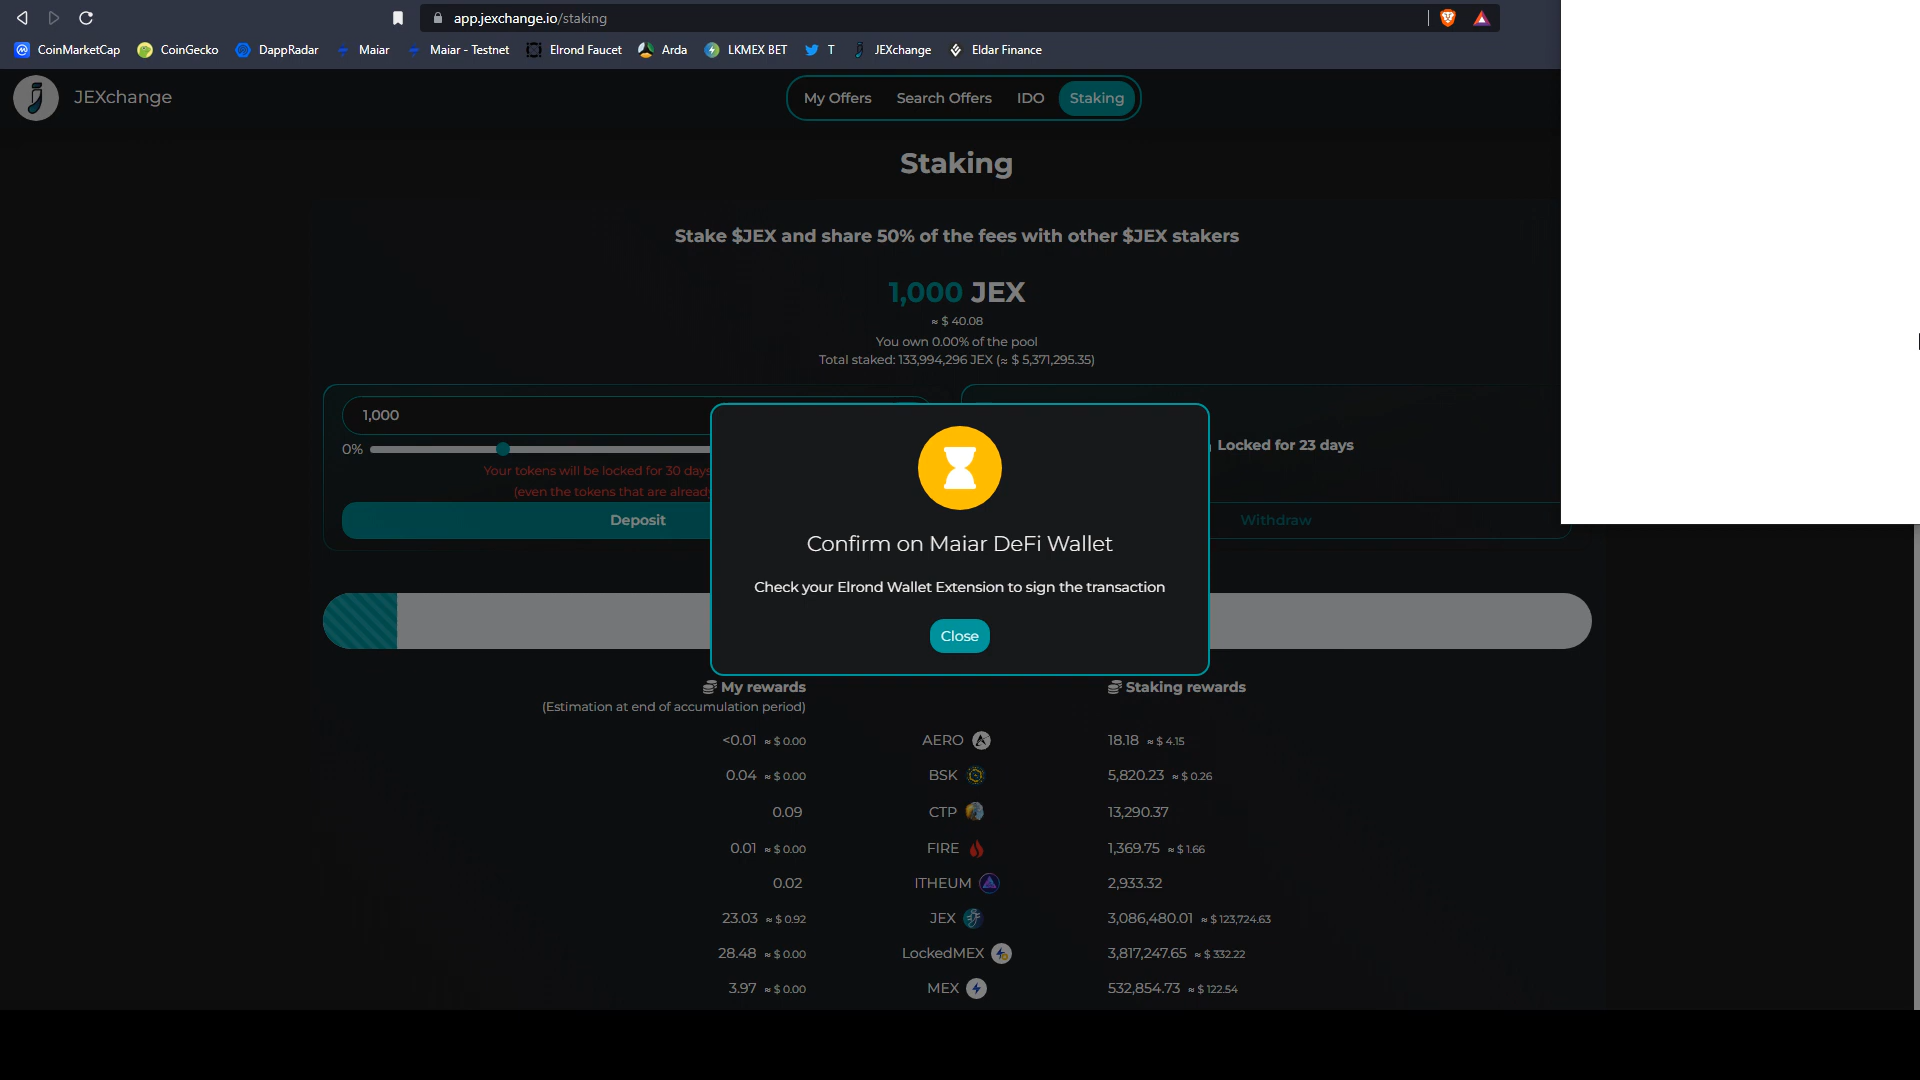 app.jexchange.io/staking
CoinMarketCap CoinGecko DappRadar Maiar Maiar - Testnet Elrond Faucet Arda LKMEX BET T JEXchange Eldar Finance
JEXchange
My Offers Search Offers IDO Staking
Staking
Stake $JEX and share 50% of the fees with other $JEX stakers
1,000 JEX
≈ $ 40.08
You own 0.00% of the pool
Total staked: 133,994,296 JEX (≈ $ 5,371,295.35)
1,000
0%
Your tokens will be locked for 30 days
(even the tokens that are already
Deposit
Locked for 23 days
Withdraw
Confirm on Maiar DeFi Wallet
Check your Elrond Wallet Extension to sign the transaction
Close
My rewards
(Estimation at end of accumulation period)
Staking rewards
<0.01 ≈ $ 0.00 AERO 18.18 ≈ $ 4.15
0.04 ≈ $ 0.00 BSK 5,820.23 ≈ $ 0.26
0.09 CTP 13,290.37
0.01 ≈ $ 0.00 FIRE 1,369.75 ≈ $ 1.66
0.02 ITHEUM 2,933.32
23.03 ≈ $ 0.92 JEX 3,086,480.01 ≈ $ 123,724.63
28.48 ≈ $ 0.00 LockedMEX 3,817,247.65 ≈ $ 332.22
3.97 ≈ $ 0.00 MEX 532,854.73 ≈ $ 122.54